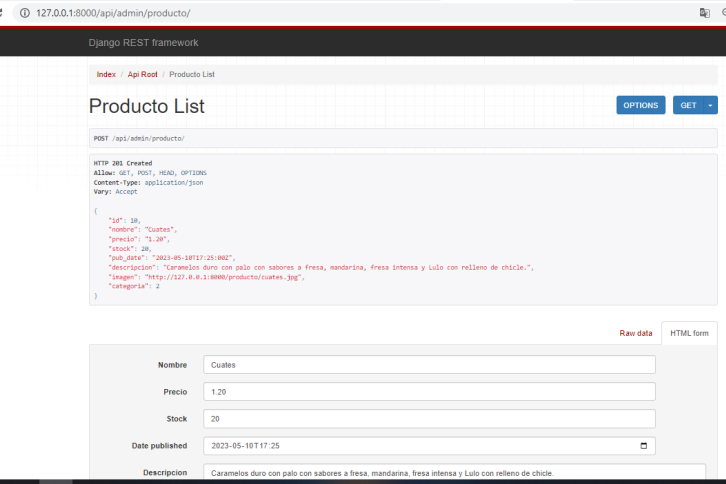 127.0.0.1:8000/api/admin/producto/
Django REST framework
Index / Api Root / Producto List
Producto List
OPTIONS GET
POST /api/admin/producto/
HTTP 201 Created
Allow: GET, POST, HEAD, OPTIONS
Content-Type: application/json
Vary: Accept
{
"id": 10,
"nombre": "Cuates",
"precio": "1.20",
"stock": 20,
"pub_date": "2023-05-10T17:25:00Z",
"descripcion": "Caramelos duro con palo con sabores a fresa, mandarina, fresa intensa y Lulo con relleno de chicle.",
"imagen": "http://127.0.0.1:8000/producto/cuates.jpg",
"categoria": 2
}
Raw data HTML form
Nombre Cuates
Precio 1.20
Stock 20
Date published 2023-05-10T17:25
Descripcion Caramelos duro con palo con sabores a fresa, mandarina, fresa intensa y Lulo con relleno de chicle.